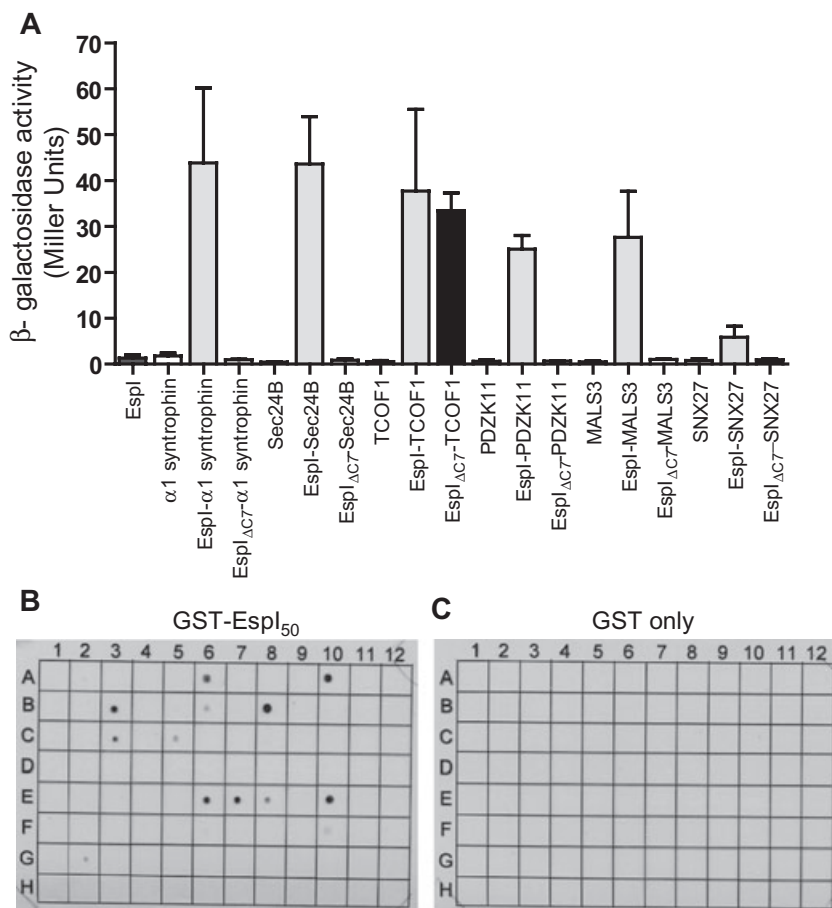 A
β- galactosidase activity
(Miller Units)
70
60
50
40
30
20
10
0
EspI
α1 syntrophin
EspI-α1 syntrophin
EspIΔC7-α1 syntrophin
Sec24B
EspI-Sec24B
EspIΔC7-Sec24B
TCOF1
EspI-TCOF1
EspIΔC7-TCOF1
PDZK11
EspI-PDZK11
EspIΔC7-PDZK11
MALS3
EspI-MALS3
EspIΔC7-MALS3
SNX27
EspI-SNX27
EspIΔC7-SNX27
B
GST-EspI50
1 2 3 4 5 6 7 8 9 10 11 12
A
B
C
D
E
F
G
H
C
GST only
1 2 3 4 5 6 7 8 9 10 11 12
A
B
C
D
E
F
G
H